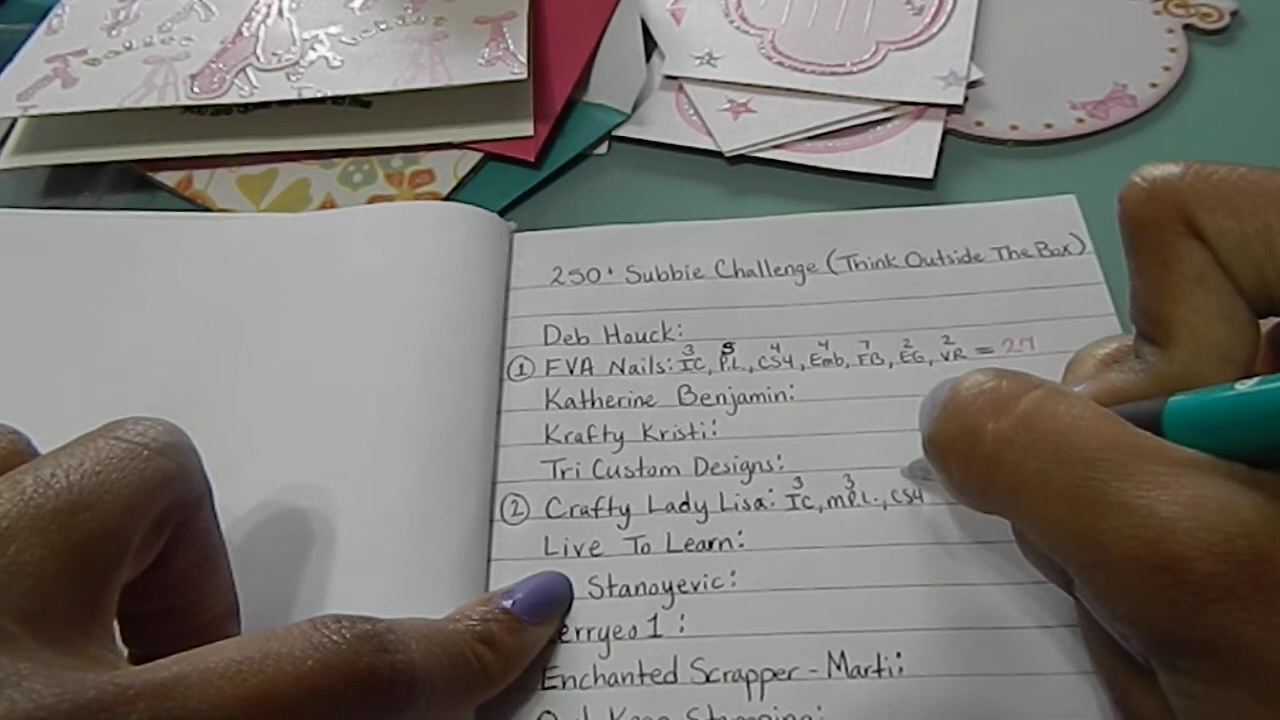 250+ Subbie Challenge (Think Outside The Box)
Deb Houck:
3 5 4 4 7 2 2
① EVA Nails: IC, P.L., CS4, Emb, FB, EG, VR = 27
Katherine Benjamin:
Krafty Kristi:
Tri Custom Designs:
3 3
② Crafty Lady Lisa: IC, mP.L., CS4
Live To Learn:
Stanoyevic:
erryeo1:
Enchanted Scrapper - Marti:
Stamping: